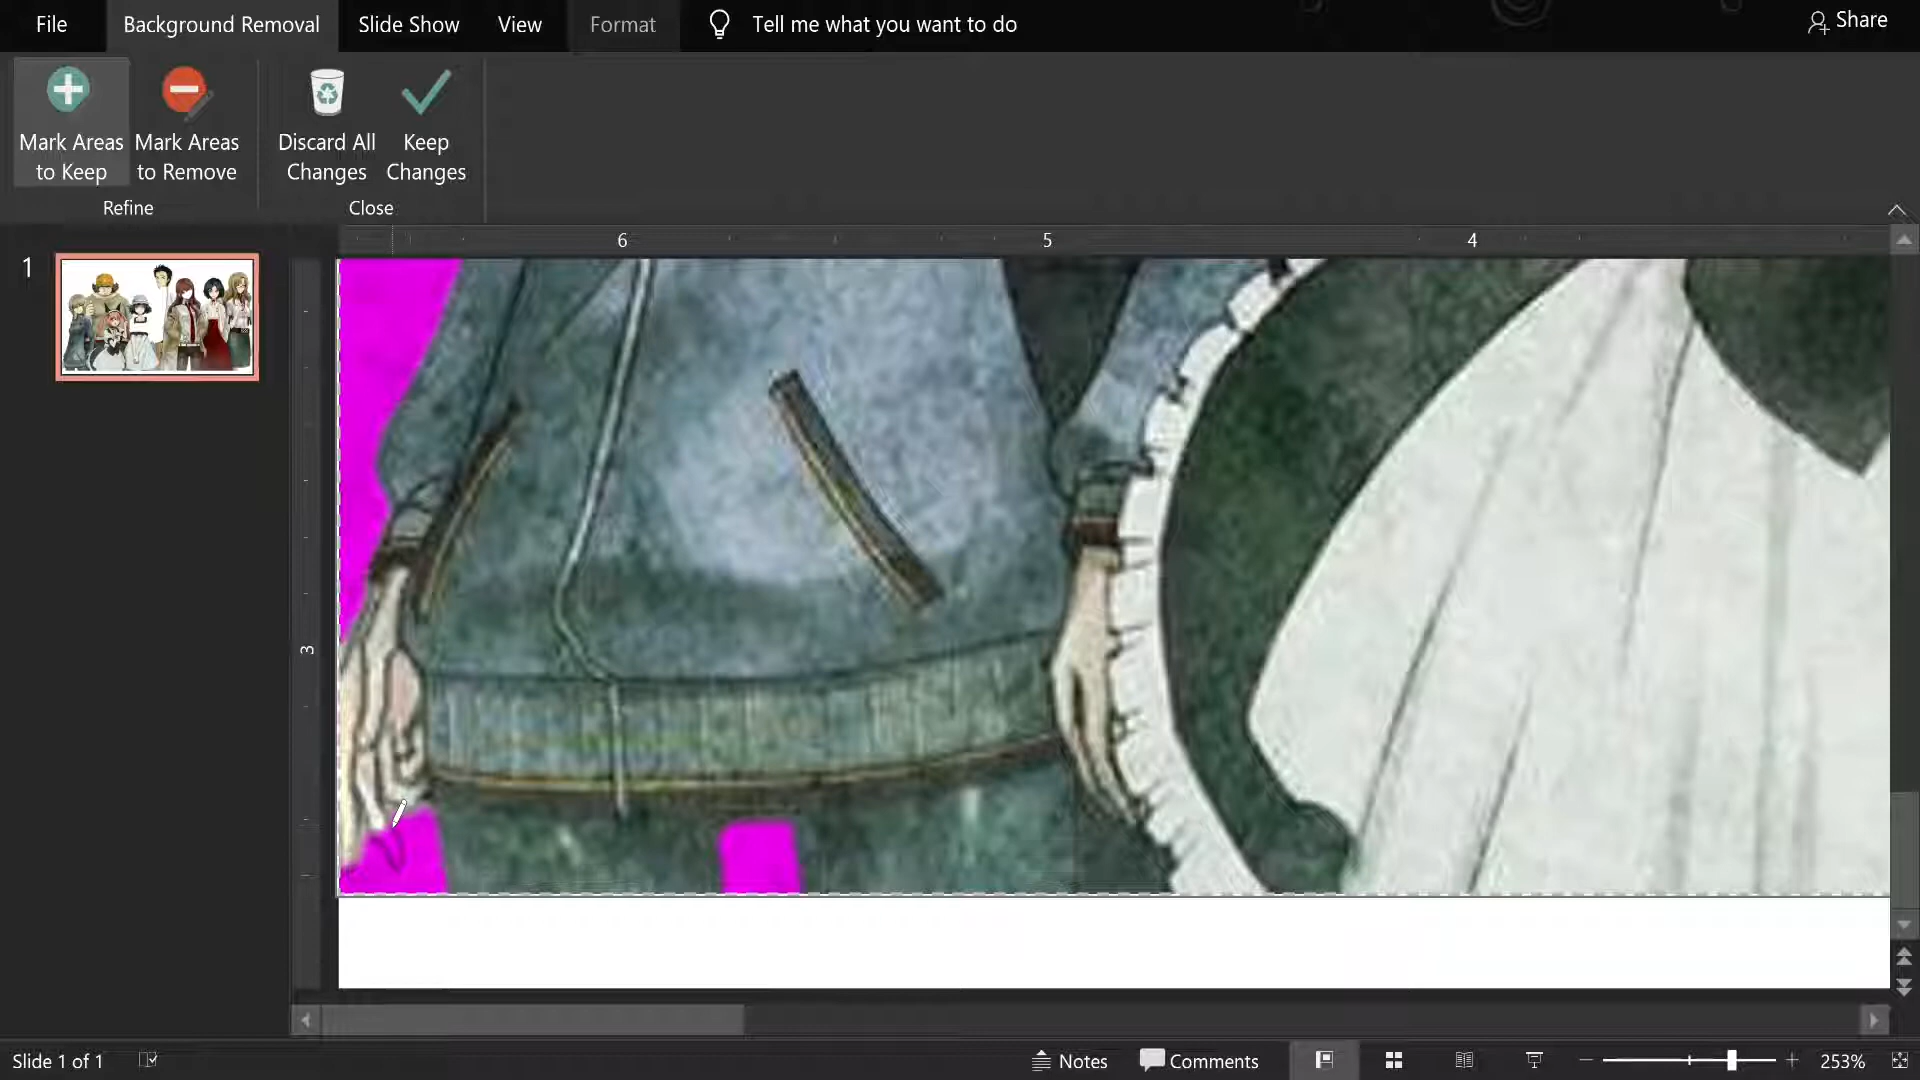 File Background Removal Slide Show View Format Tell me what you want to do Share
Mark Areas to Keep
Mark Areas to Remove
Discard All Changes
Keep Changes
Refine
Close
6 5 4
1
3
Slide 1 of 1 Notes Comments 253%